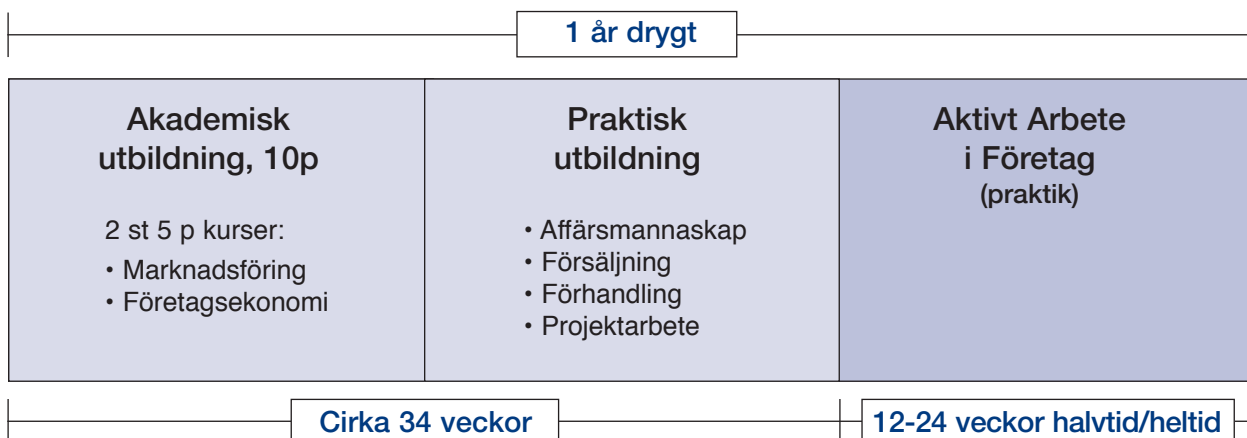 1 år drygt
Akademisk
utbildning, 10p
2 st 5 p kurser:
• Marknadsföring
• Företagsekonomi
Praktisk
utbildning
• Affärsmannaskap
• Försäljning
• Förhandling
• Projektarbete
Aktivt Arbete
i Företag
(praktik)
Cirka 34 veckor
12-24 veckor halvtid/heltid